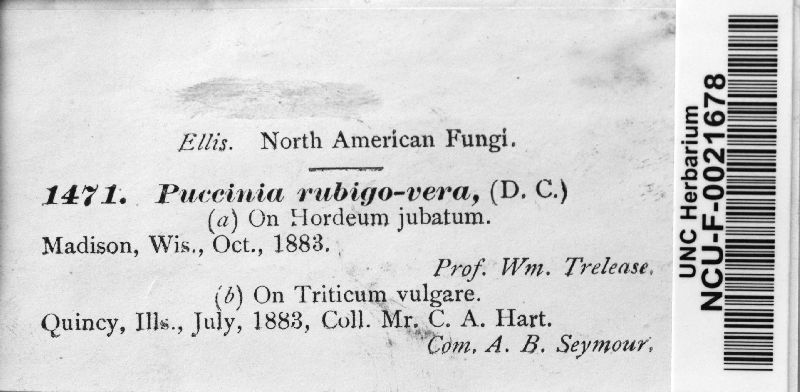 Ellis. North American Fungi.
1471. Puccinia rubigo-vera, (D. C.)
(a) On Hordeum jubatum.
Madison, Wis., Oct., 1883.
Prof. Wm. Trelease.
(b) On Triticum vulgare.
Quincy, Ills., July, 1883, Coll. Mr. C. A. Hart.
Com. A. B. Seymour.
UNC Herbarium
NCU-F-0021678